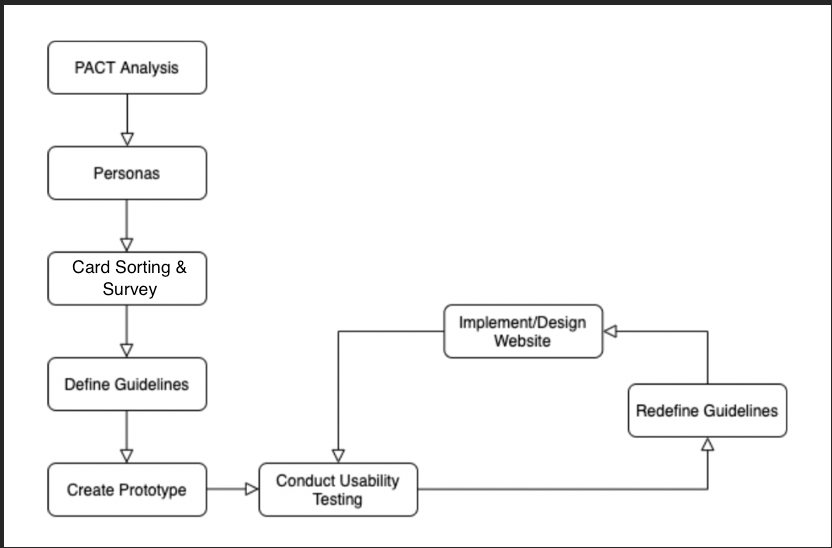 PACT Analysis
Personas
Card Sorting &
Survey
Define Guidelines
Create Prototype
Conduct Usability
Testing
Implement/Design
Website
Redefine Guidelines